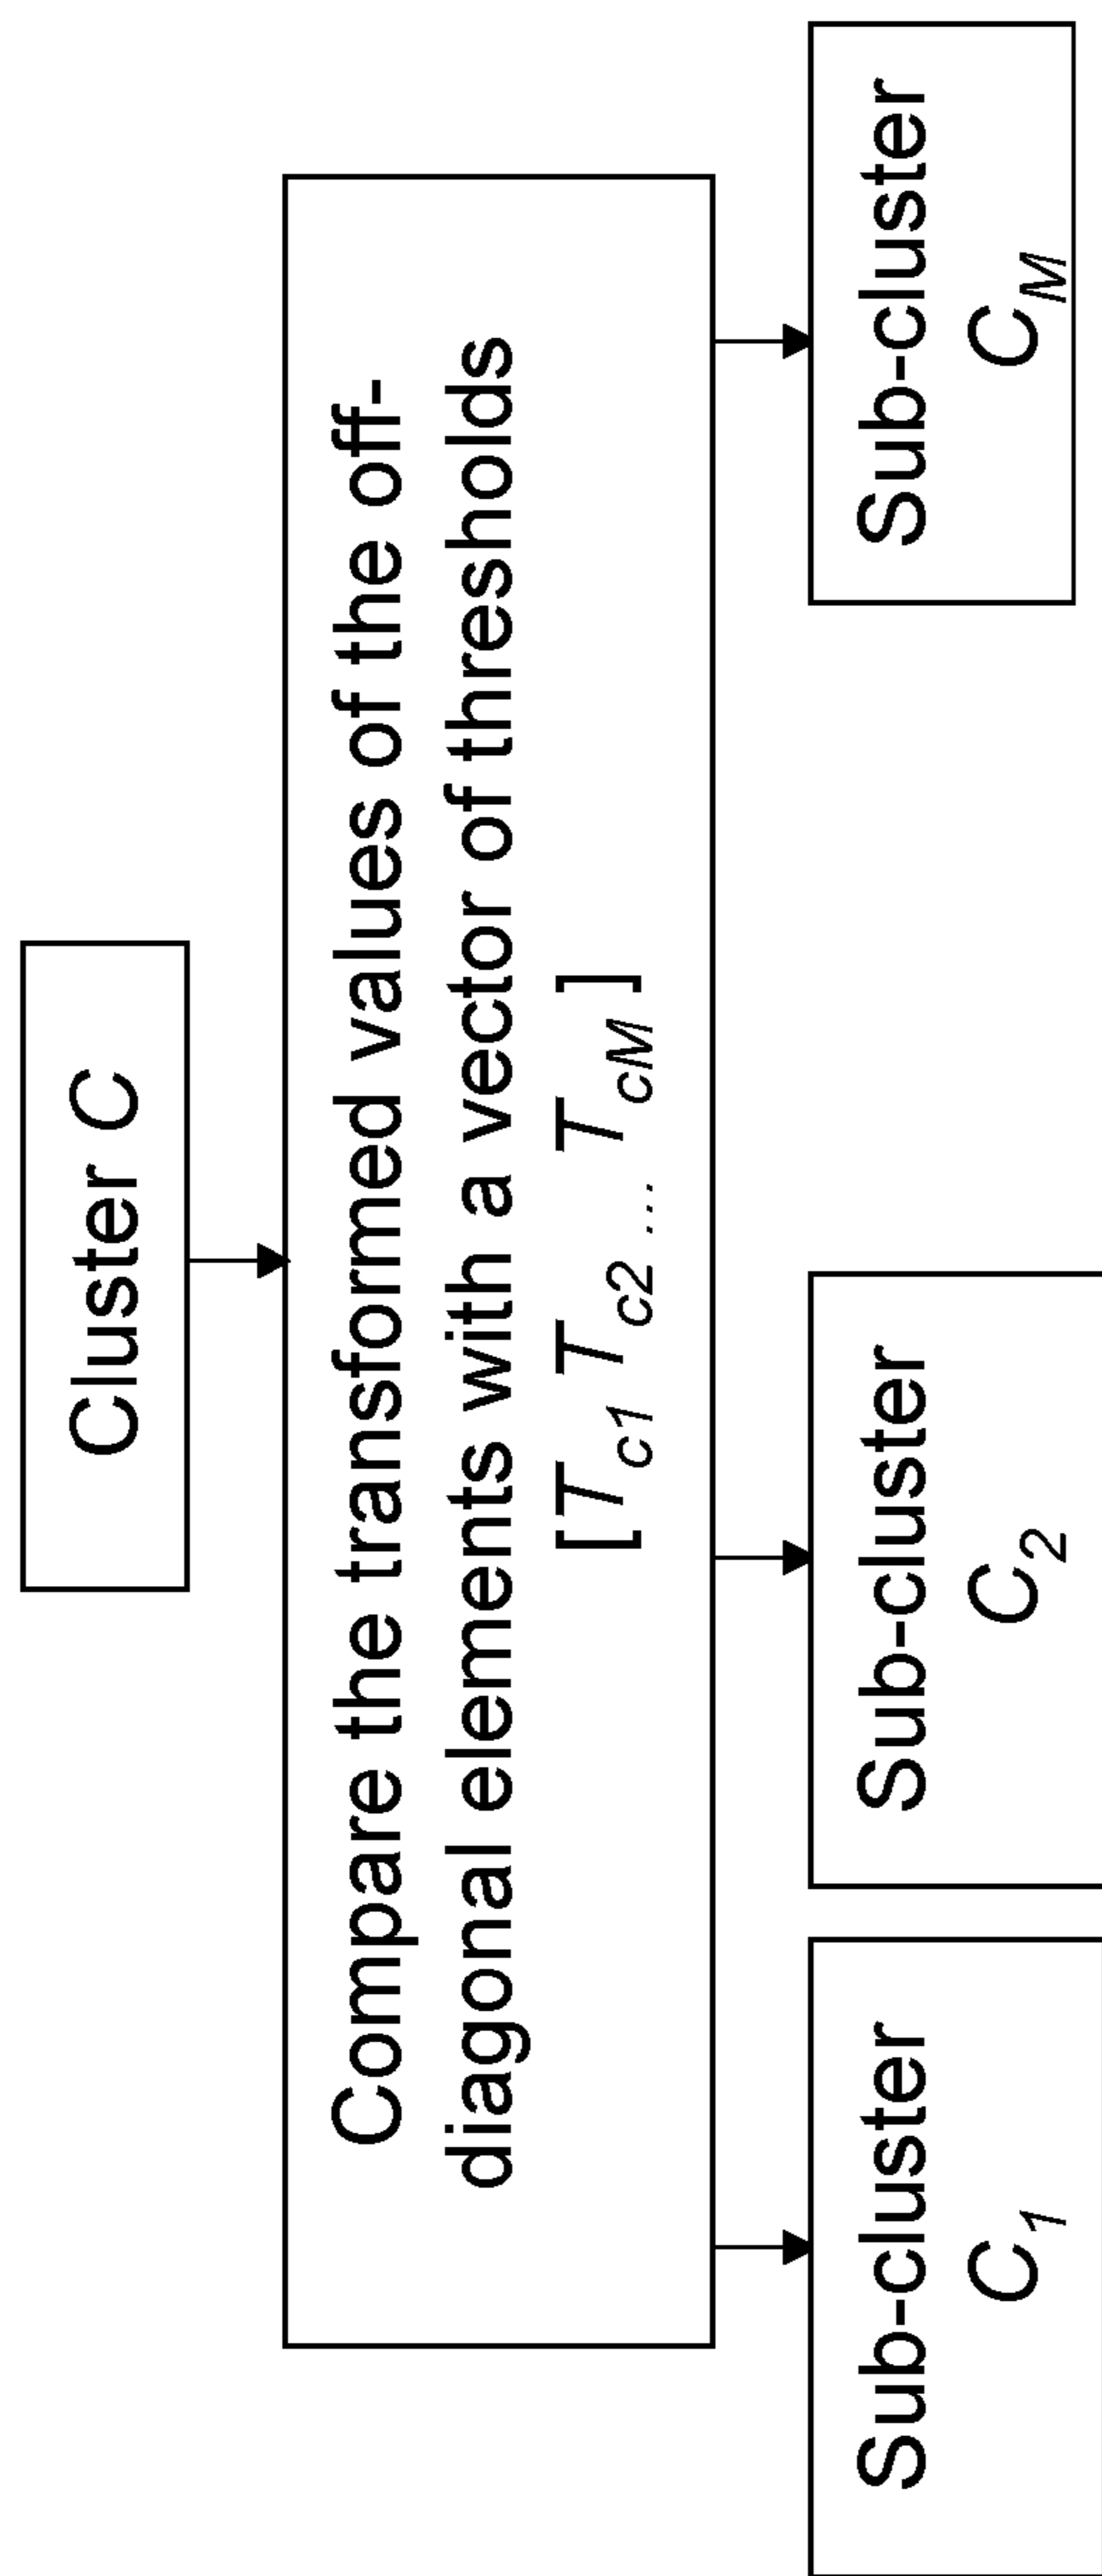 Cluster C
Compare the transformed values of the off-
diagonal elements with a vector of thresholds
[T_c1 T_c2 ... T_cM]
Sub-cluster
C_1
Sub-cluster
C_2
Sub-cluster
C_M